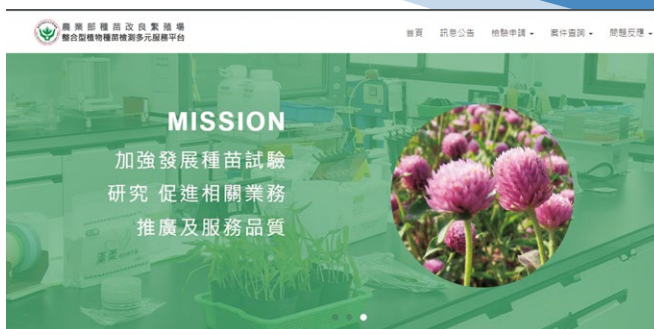 農業部種苗改良繁殖場
整合型植物種苗檢測多元服務平台
首頁 訊息公告 檢驗申請 案件查詢 問題反應
MISSION
加強發展種苗試驗
研究 促進相關業務
推廣及服務品質